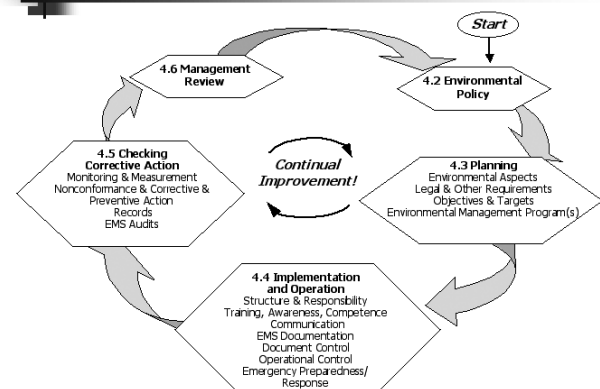 Start
4.6 Management
Review
4.2 Environmental
Policy
4.5 Checking
Corrective Action
Monitoring & Measurement
Nonconformance & Corrective &
Preventive Action
Records
EMS Audits
Continual
Improvement!
4.3 Planning
Environmental Aspects
Legal & Other Requirements
Objectives & Targets
Environmental Management Program(s)
4.4 Implementation
and Operation
Structure & Responsibility
Training, Awareness, Competence
Communication
EMS Documentation
Document Control
Operational Control
Emergency Preparedness/
Response